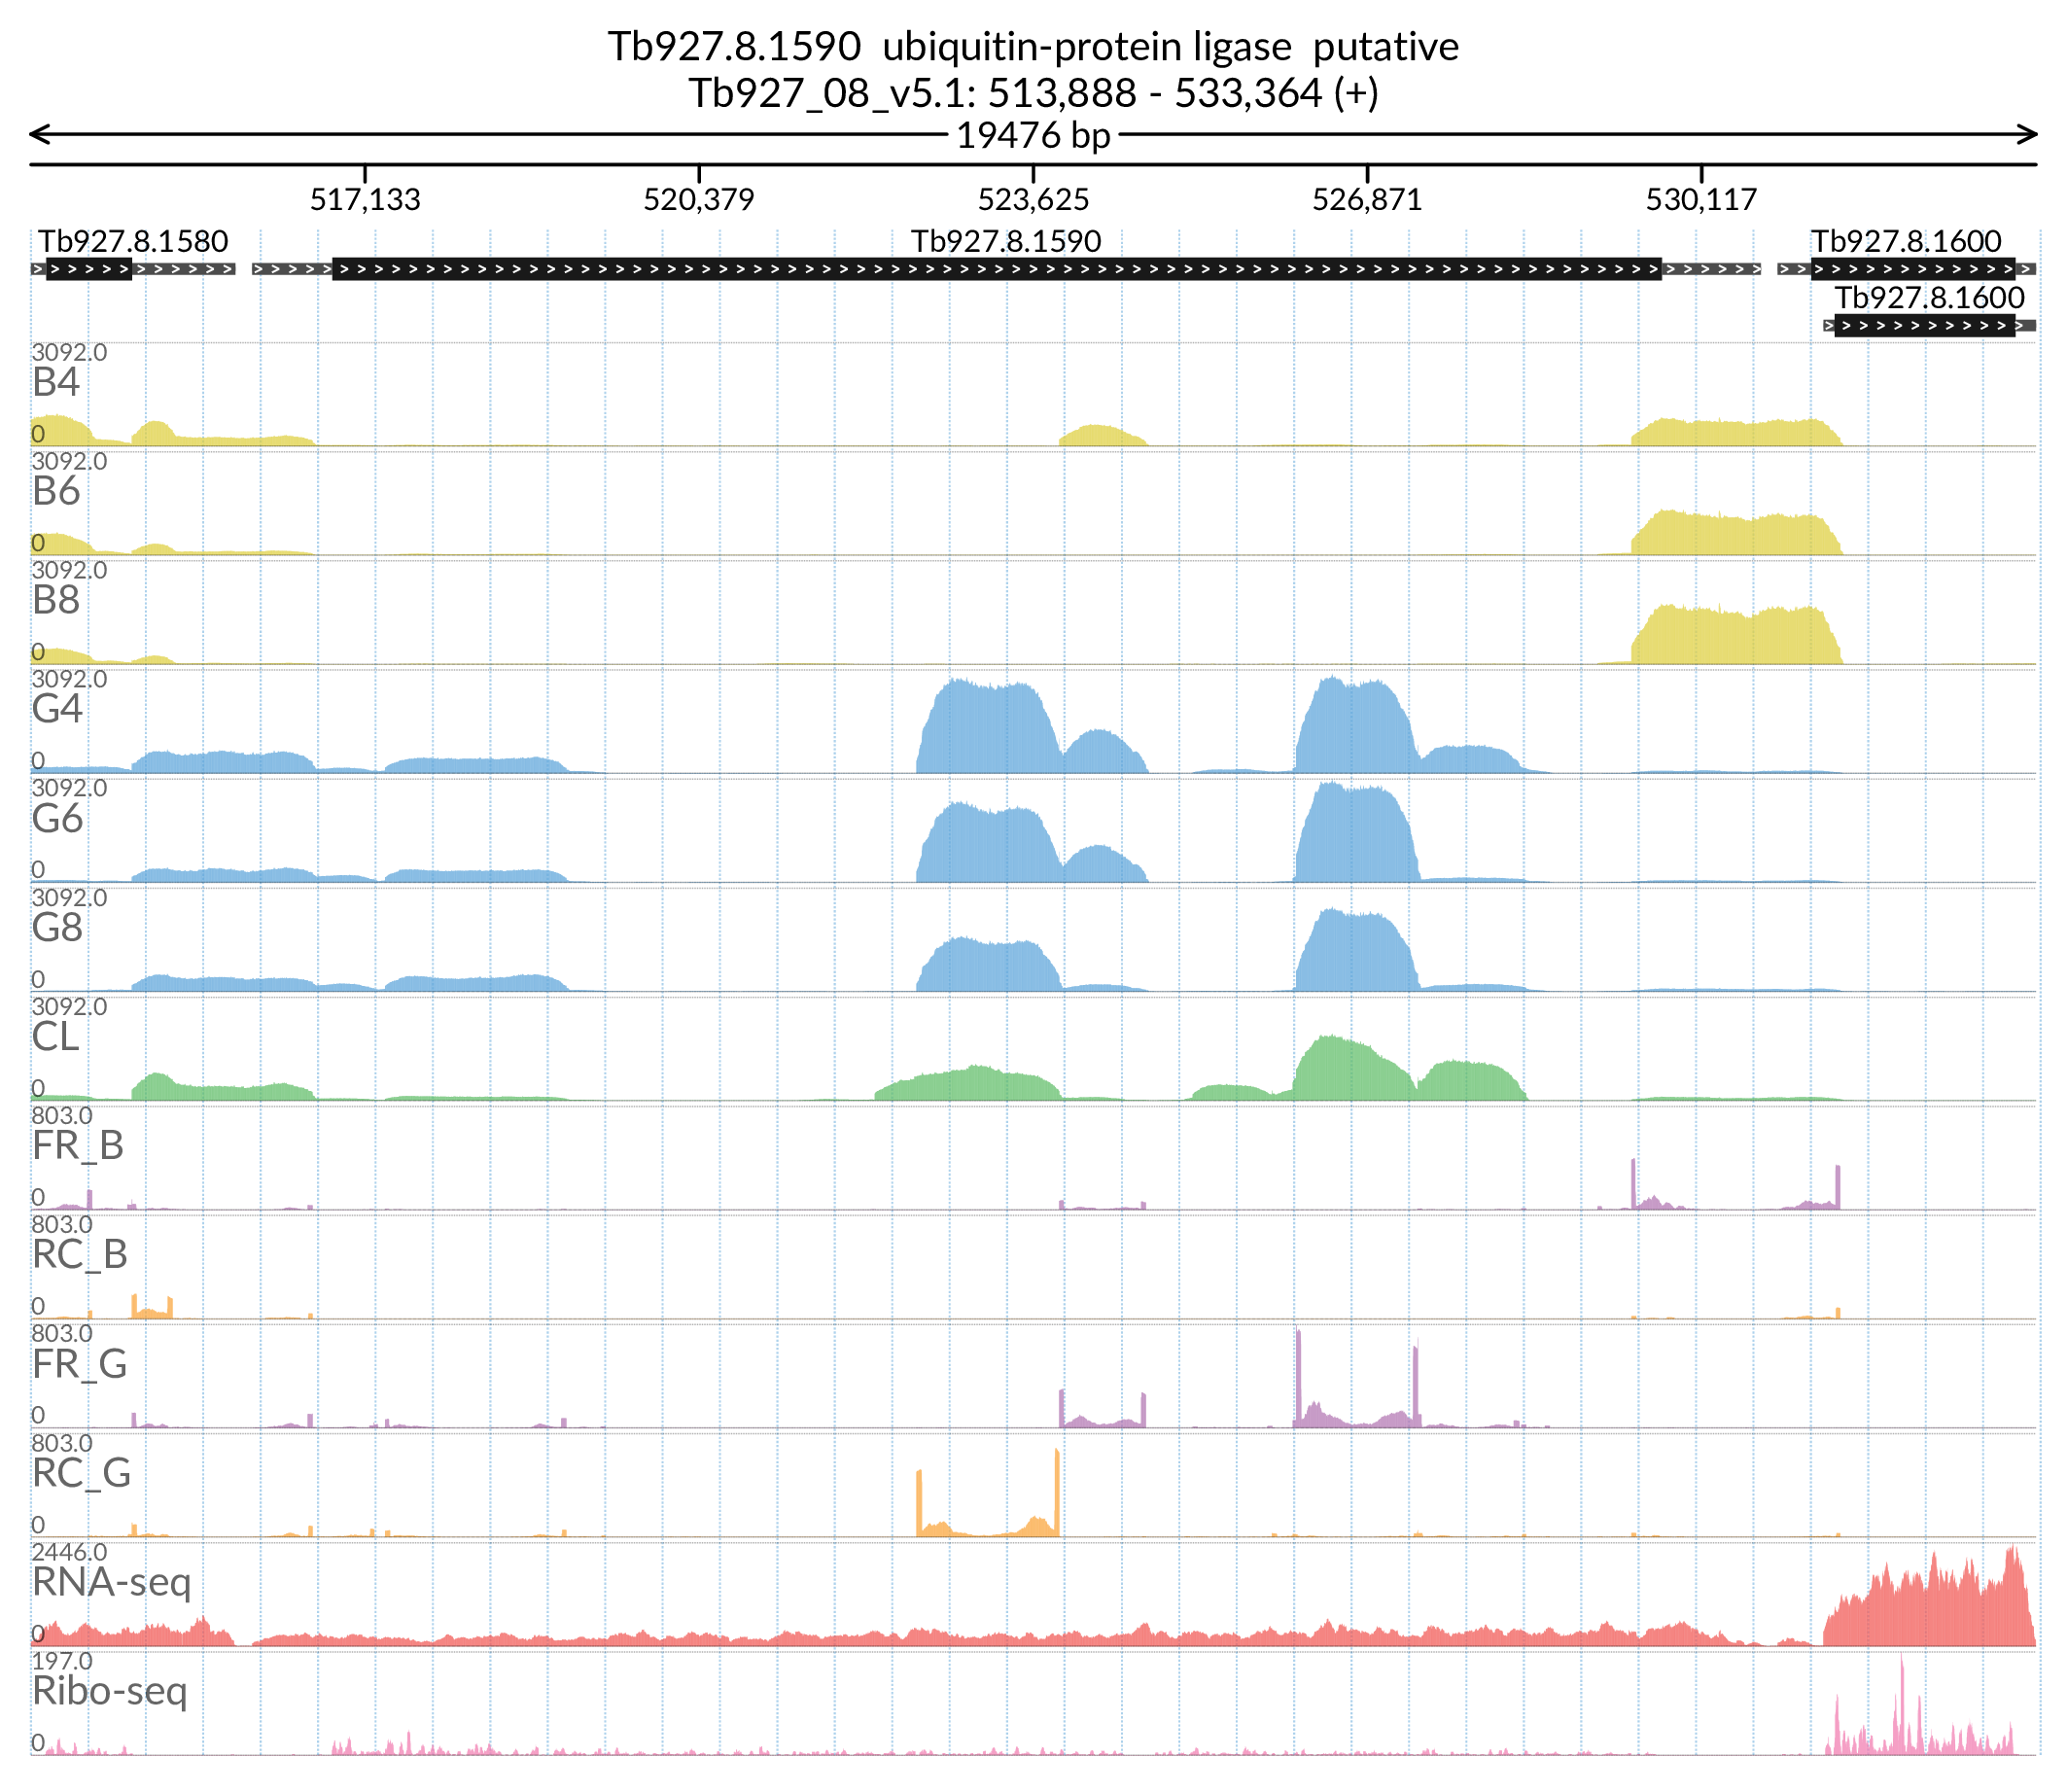 Tb927.8.1590  ubiquitin-protein ligase  putative
Tb927_08_v5.1: 513,888 - 533,364 (+)
19476 bp
517,133 520,379 523,625 526,871 530,117
Tb927.8.1580 Tb927.8.1590 Tb927.8.1600
Tb927.8.1600
3092.0
B4
0
3092.0
B6
0
3092.0
B8
0
3092.0
G4
0
3092.0
G6
0
3092.0
G8
0
3092.0
CL
0
803.0
FR_B
0
803.0
RC_B
0
803.0
FR_G
0
803.0
RC_G
0
2446.0
RNA-seq
0
197.0
Ribo-seq
0